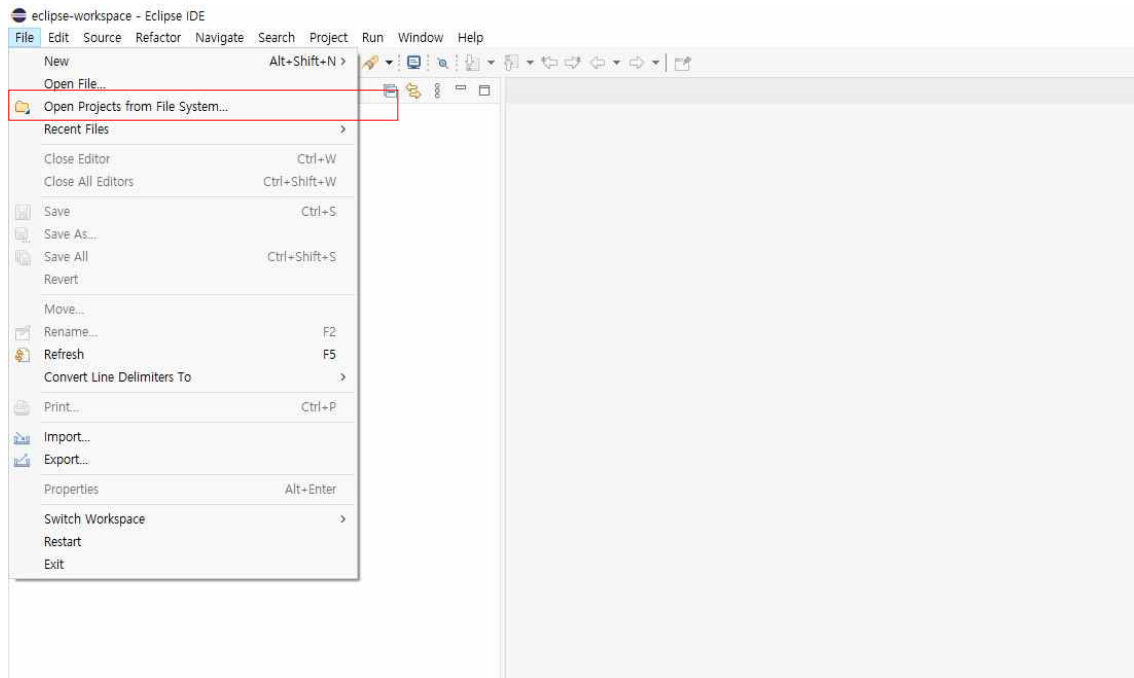 eclipse-workspace - Eclipse IDE
File Edit Source Refactor Navigate Search Project Run Window Help
New Alt+Shift+N >
Open File...
Open Projects from File System...
Recent Files >
Close Editor Ctrl+W
Close All Editors Ctrl+Shift+W
Save Ctrl+S
Save As...
Save All Ctrl+Shift+S
Revert
Move...
Rename... F2
Refresh F5
Convert Line Delimiters To >
Print... Ctrl+P
Import...
Export...
Properties Alt+Enter
Switch Workspace >
Restart
Exit